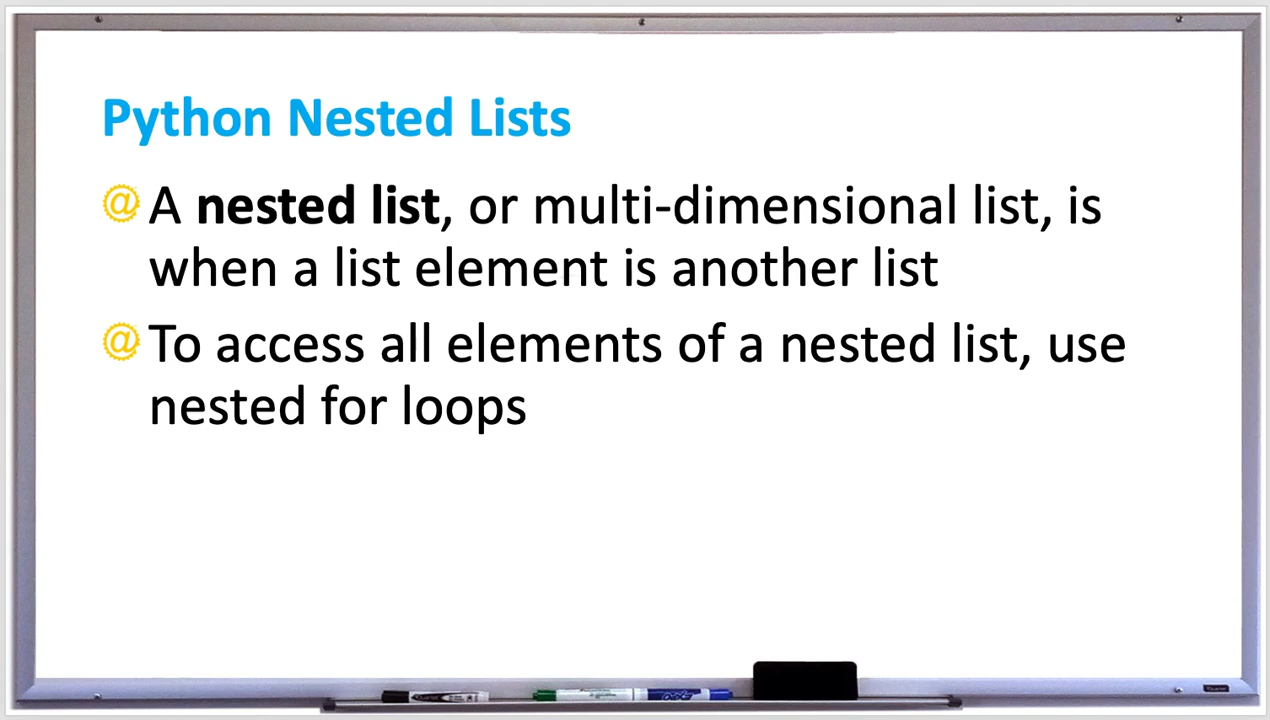 Python Nested Lists
@ A nested list, or multi-dimensional list, is
when a list element is another list
@ To access all elements of a nested list, use
nested for loops